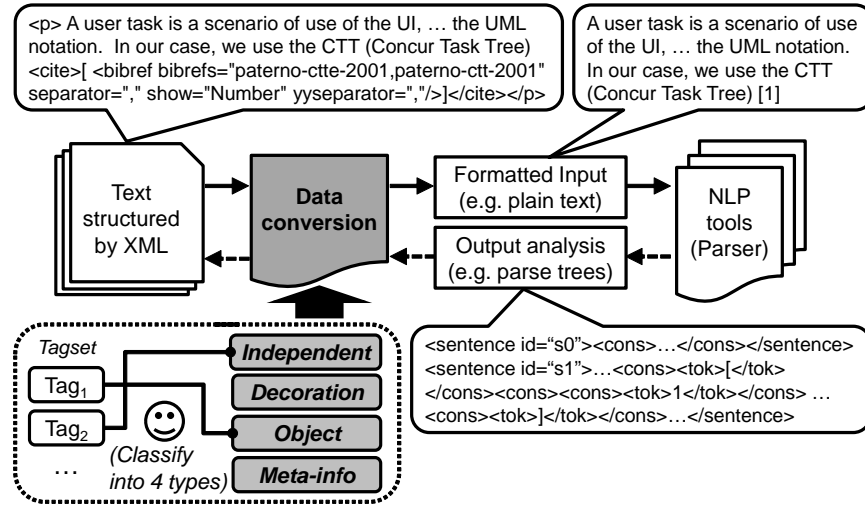 <p> A user task is a scenario of use of the UI, … the UML
notation.  In our case, we use the CTT (Concur Task Tree)
<cite>[ <bibref bibrefs="paterno-ctte-2001,paterno-ctt-2001"
separator="," show="Number" yyseparator=","/>]</cite></p>
A user task is a scenario of use
of the UI, … the UML notation.
In our case, we use the CTT
(Concur Task Tree) [1]
Text
structured
by XML
Data
conversion
Formatted Input
(e.g. plain text)
Output analysis
(e.g. parse trees)
NLP
tools
(Parser)
Tagset
Tag1
Tag2
…
(Classify
into 4 types)
Independent
Decoration
Object
Meta-info
<sentence id=“s0”><cons>…</cons></sentence>
<sentence id=“s1”>…<cons><tok>[</tok>
</cons><cons><cons><tok>1</tok></cons> …
<cons><tok>]</tok></cons>…</sentence>